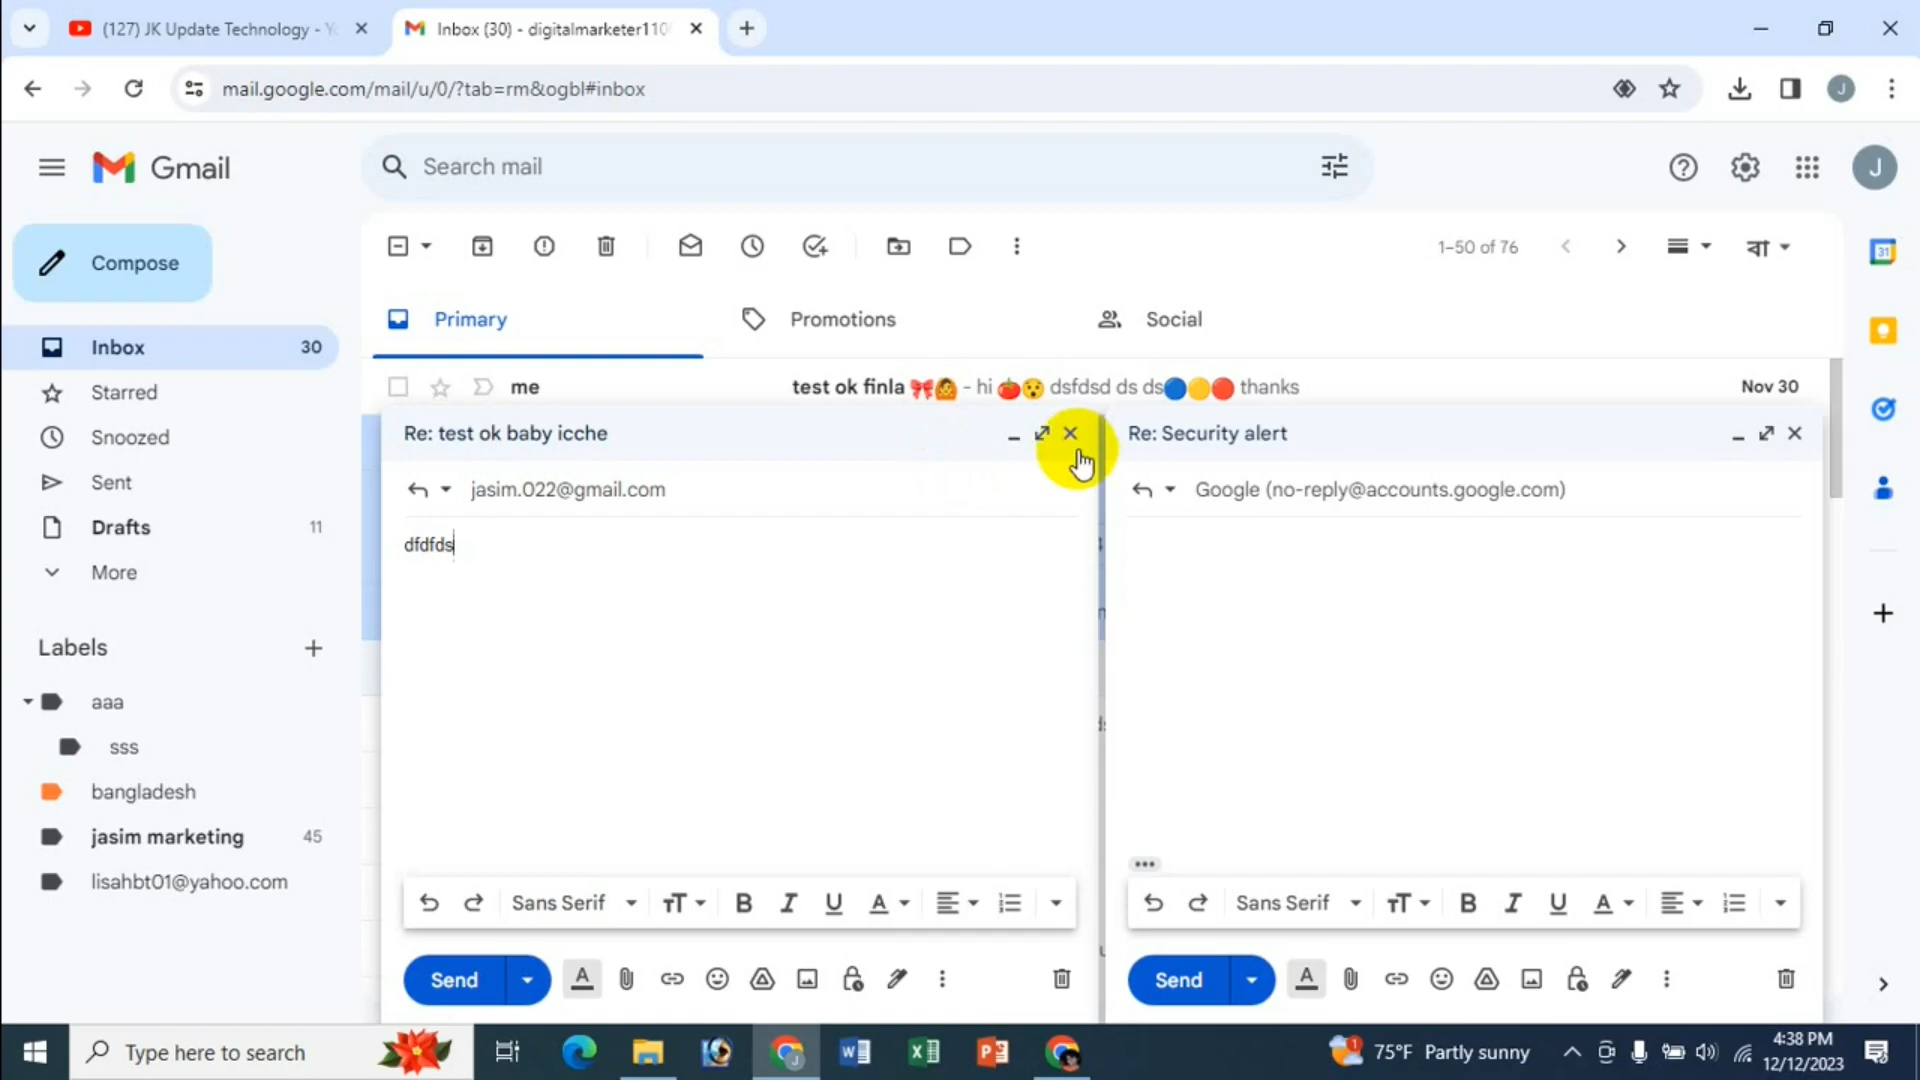 (127) JK Update Technology - Y
Inbox (30) - digitalmarketer110
mail.google.com/mail/u/0/?tab=rm&ogbl#inbox
J
Gmail
Search mail
J
Compose
1–50 of 76
বা
31
Primary
Promotions
Social
Inbox 30
Starred
Snoozed
Sent
Drafts 11
More
me
test ok finla 🎀🙆 - hi 🍅😯 dsfdsd ds ds🔵🟡🔴 thanks
Nov 30
Re: test ok baby icche
jasim.022@gmail.com
dfdfds
Sans Serif
Send
Re: Security alert
Google (no-reply@accounts.google.com)
Sans Serif
Send
Labels
aaa
sss
bangladesh
jasim marketing 45
lisahbt01@yahoo.com
Type here to search
75°F Partly sunny
4:38 PM
12/12/2023